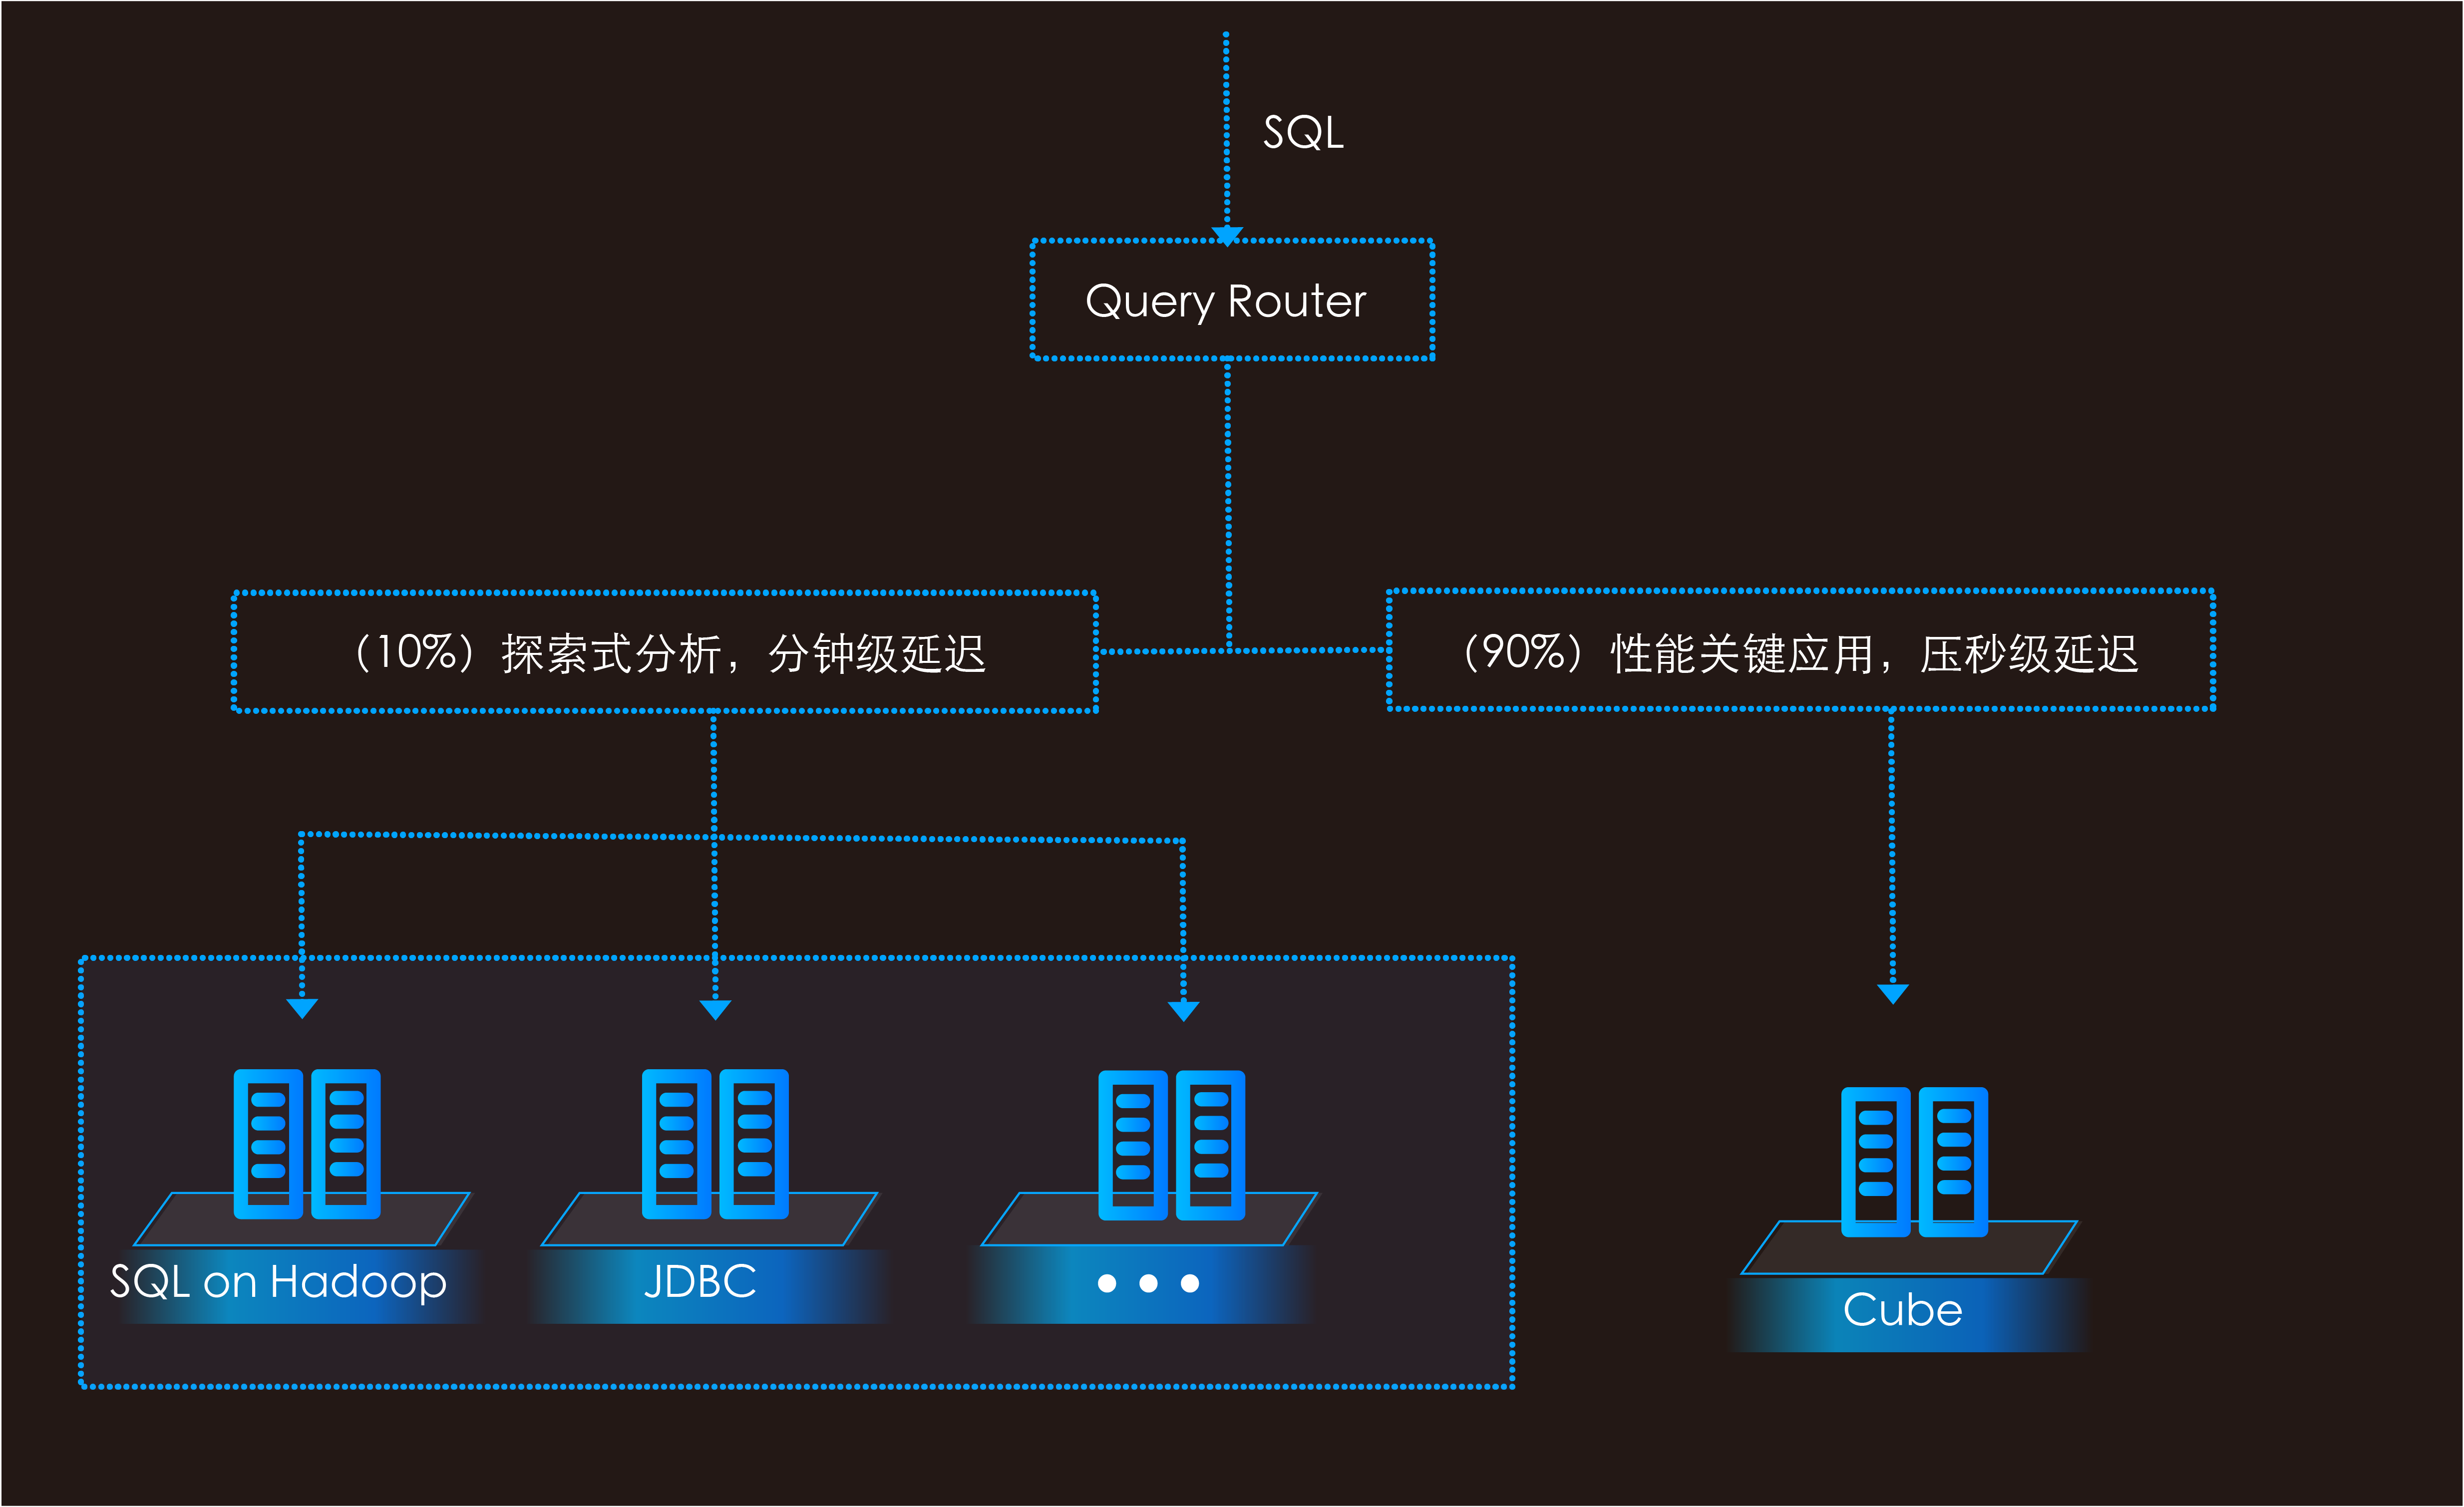 SQL
Query Router
（10%）探索式分析，分钟级延迟
（90%）性能关键应用，压秒级延迟
SQL on Hadoop
JDBC
•••
Cube